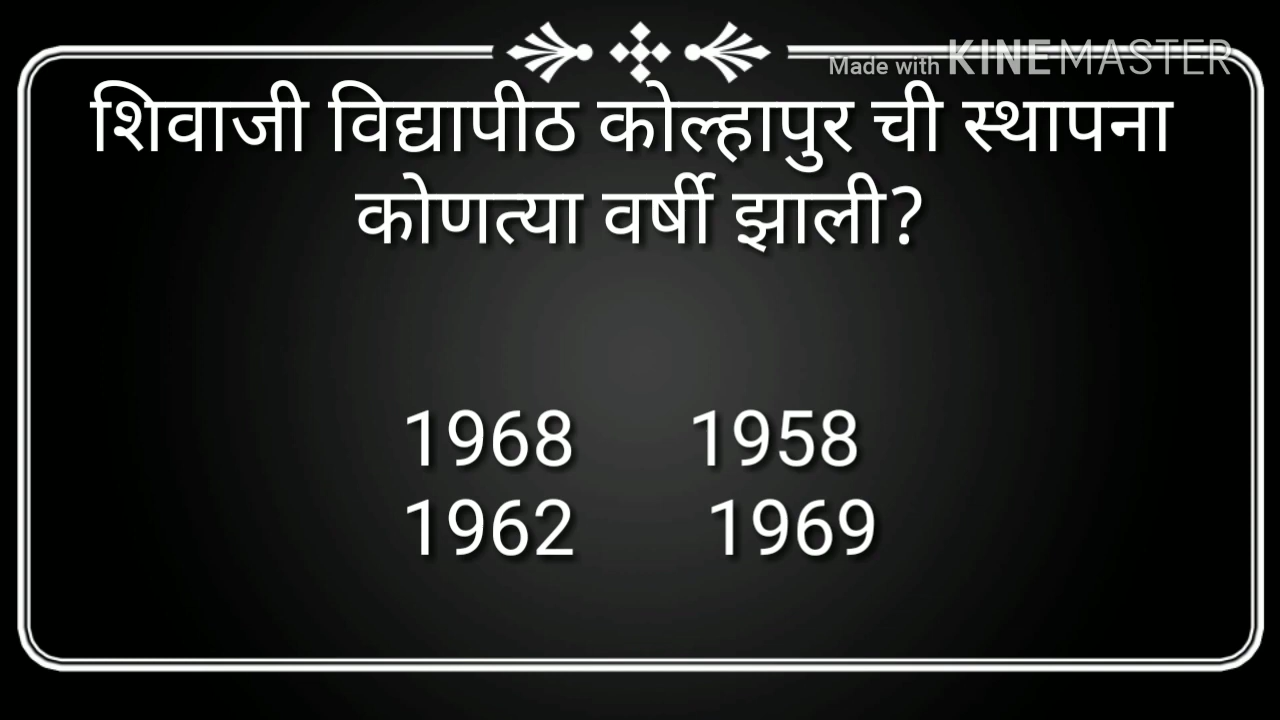 Made with KINEMASTER
शिवाजी विद्यापीठ कोल्हापुर ची स्थापना
कोणत्या वर्षी झाली?
1968 1958
1962 1969